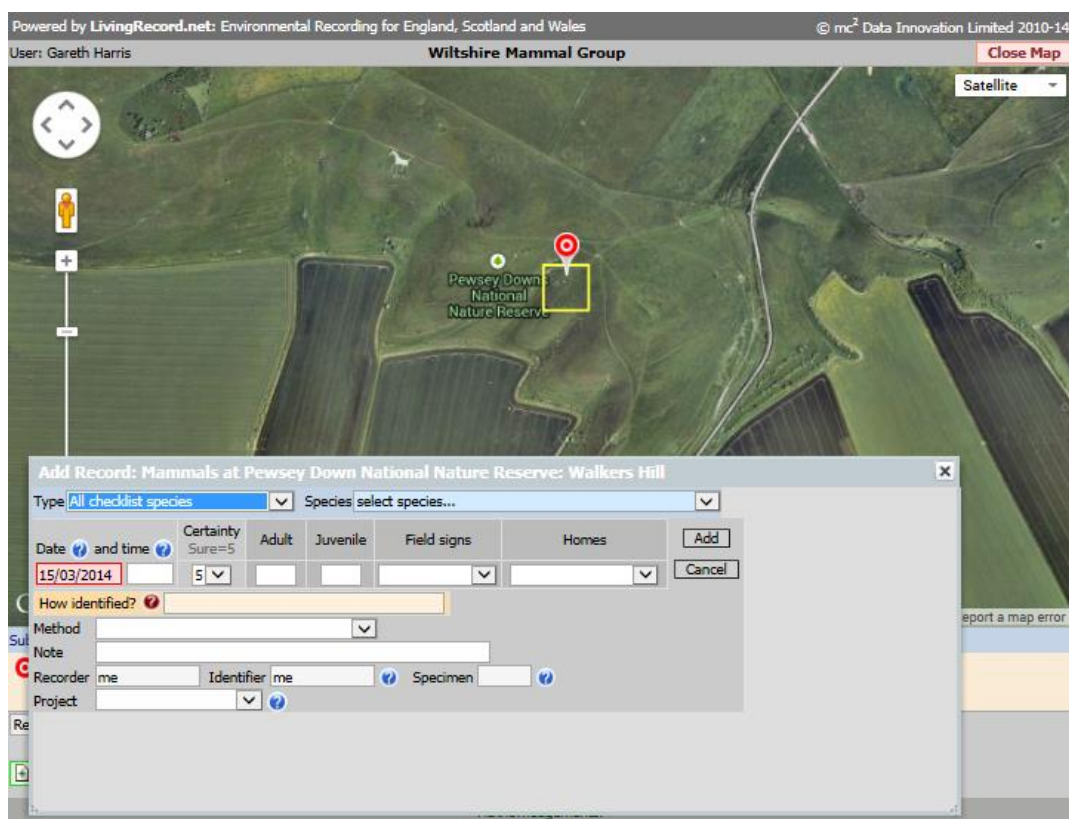 Powered by LivingRecord.net: Environmental Recording for England, Scotland and Wales © mc² Data Innovation Limited 2010-14
User: Gareth Harris Wiltshire Mammal Group Close Map
Satellite
Pewsey Downs
National
Nature Reserve
Add Record: Mammals at Pewsey Down National Nature Reserve: Walkers Hill
Type All checklist species Species select species...
Date ? and time ? Certainty Sure=5 Adult Juvenile Field signs Homes Add
15/03/2014 5 Cancel
How identified? ?
eport a map error
Method
Su
Note
Recorder me Identifier me ? Specimen ?
Project ?
Re